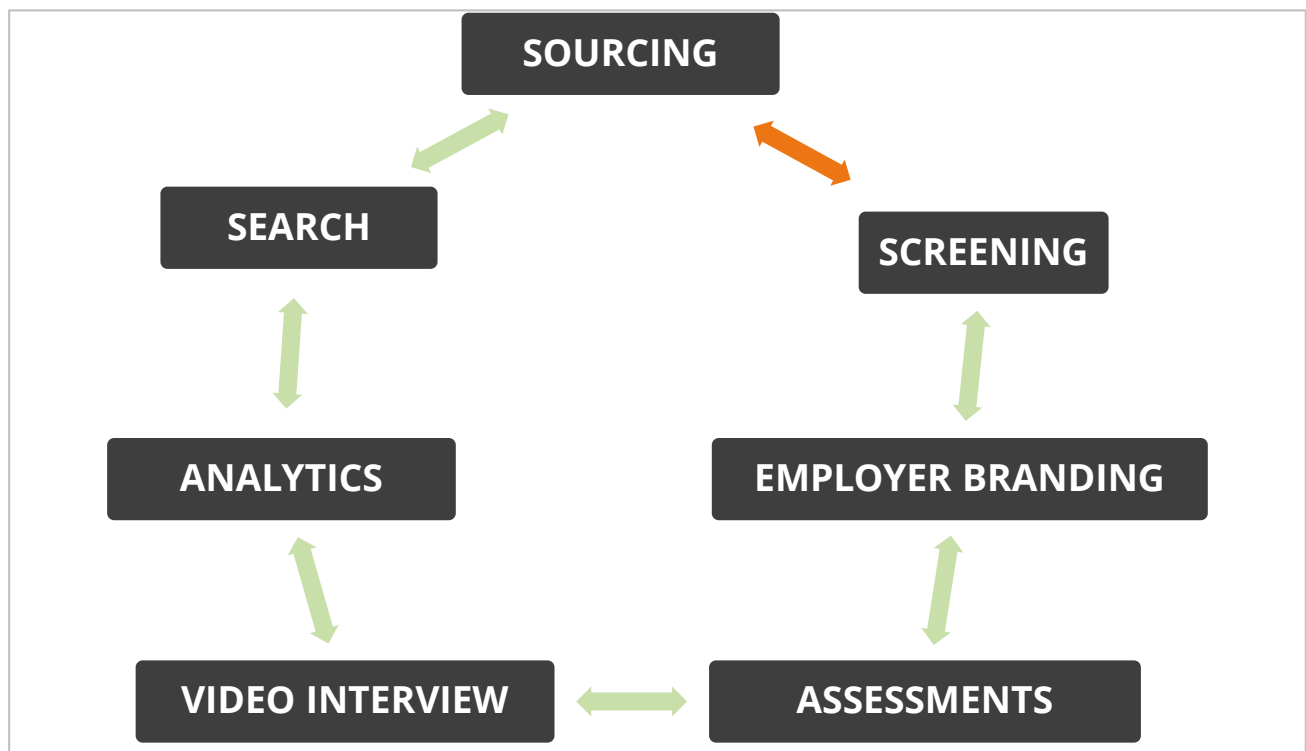 SOURCING
SEARCH
SCREENING
ANALYTICS
EMPLOYER BRANDING
VIDEO INTERVIEW
ASSESSMENTS